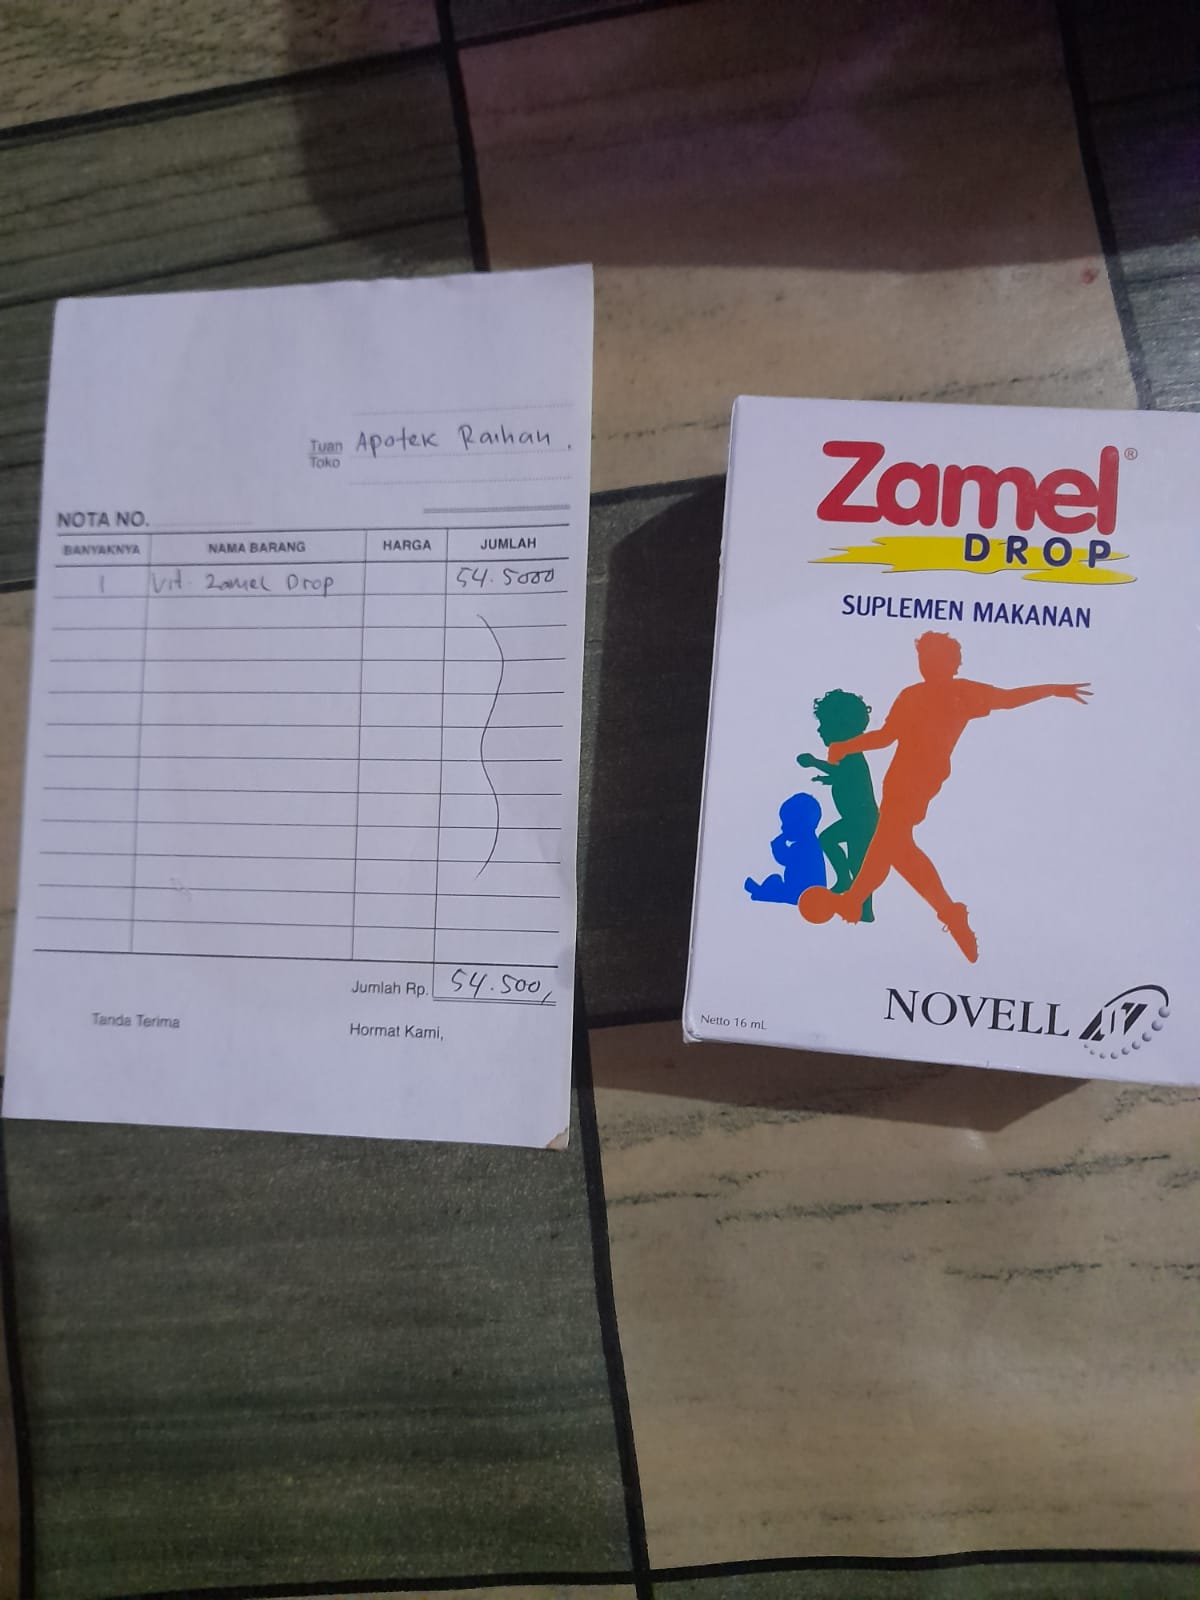 Tuan
Toko
Apotek Raihan.
NOTA NO.
BANYAKNYA NAMA BARANG HARGA JUMLAH
1 Vit. Zamel Drop 54.5000
Jumlah Rp. 54.500,
Tanda Terima
Hormat Kami,
Zamel®
DROP
SUPLEMEN MAKANAN
Netto 16 mL
NOVELL